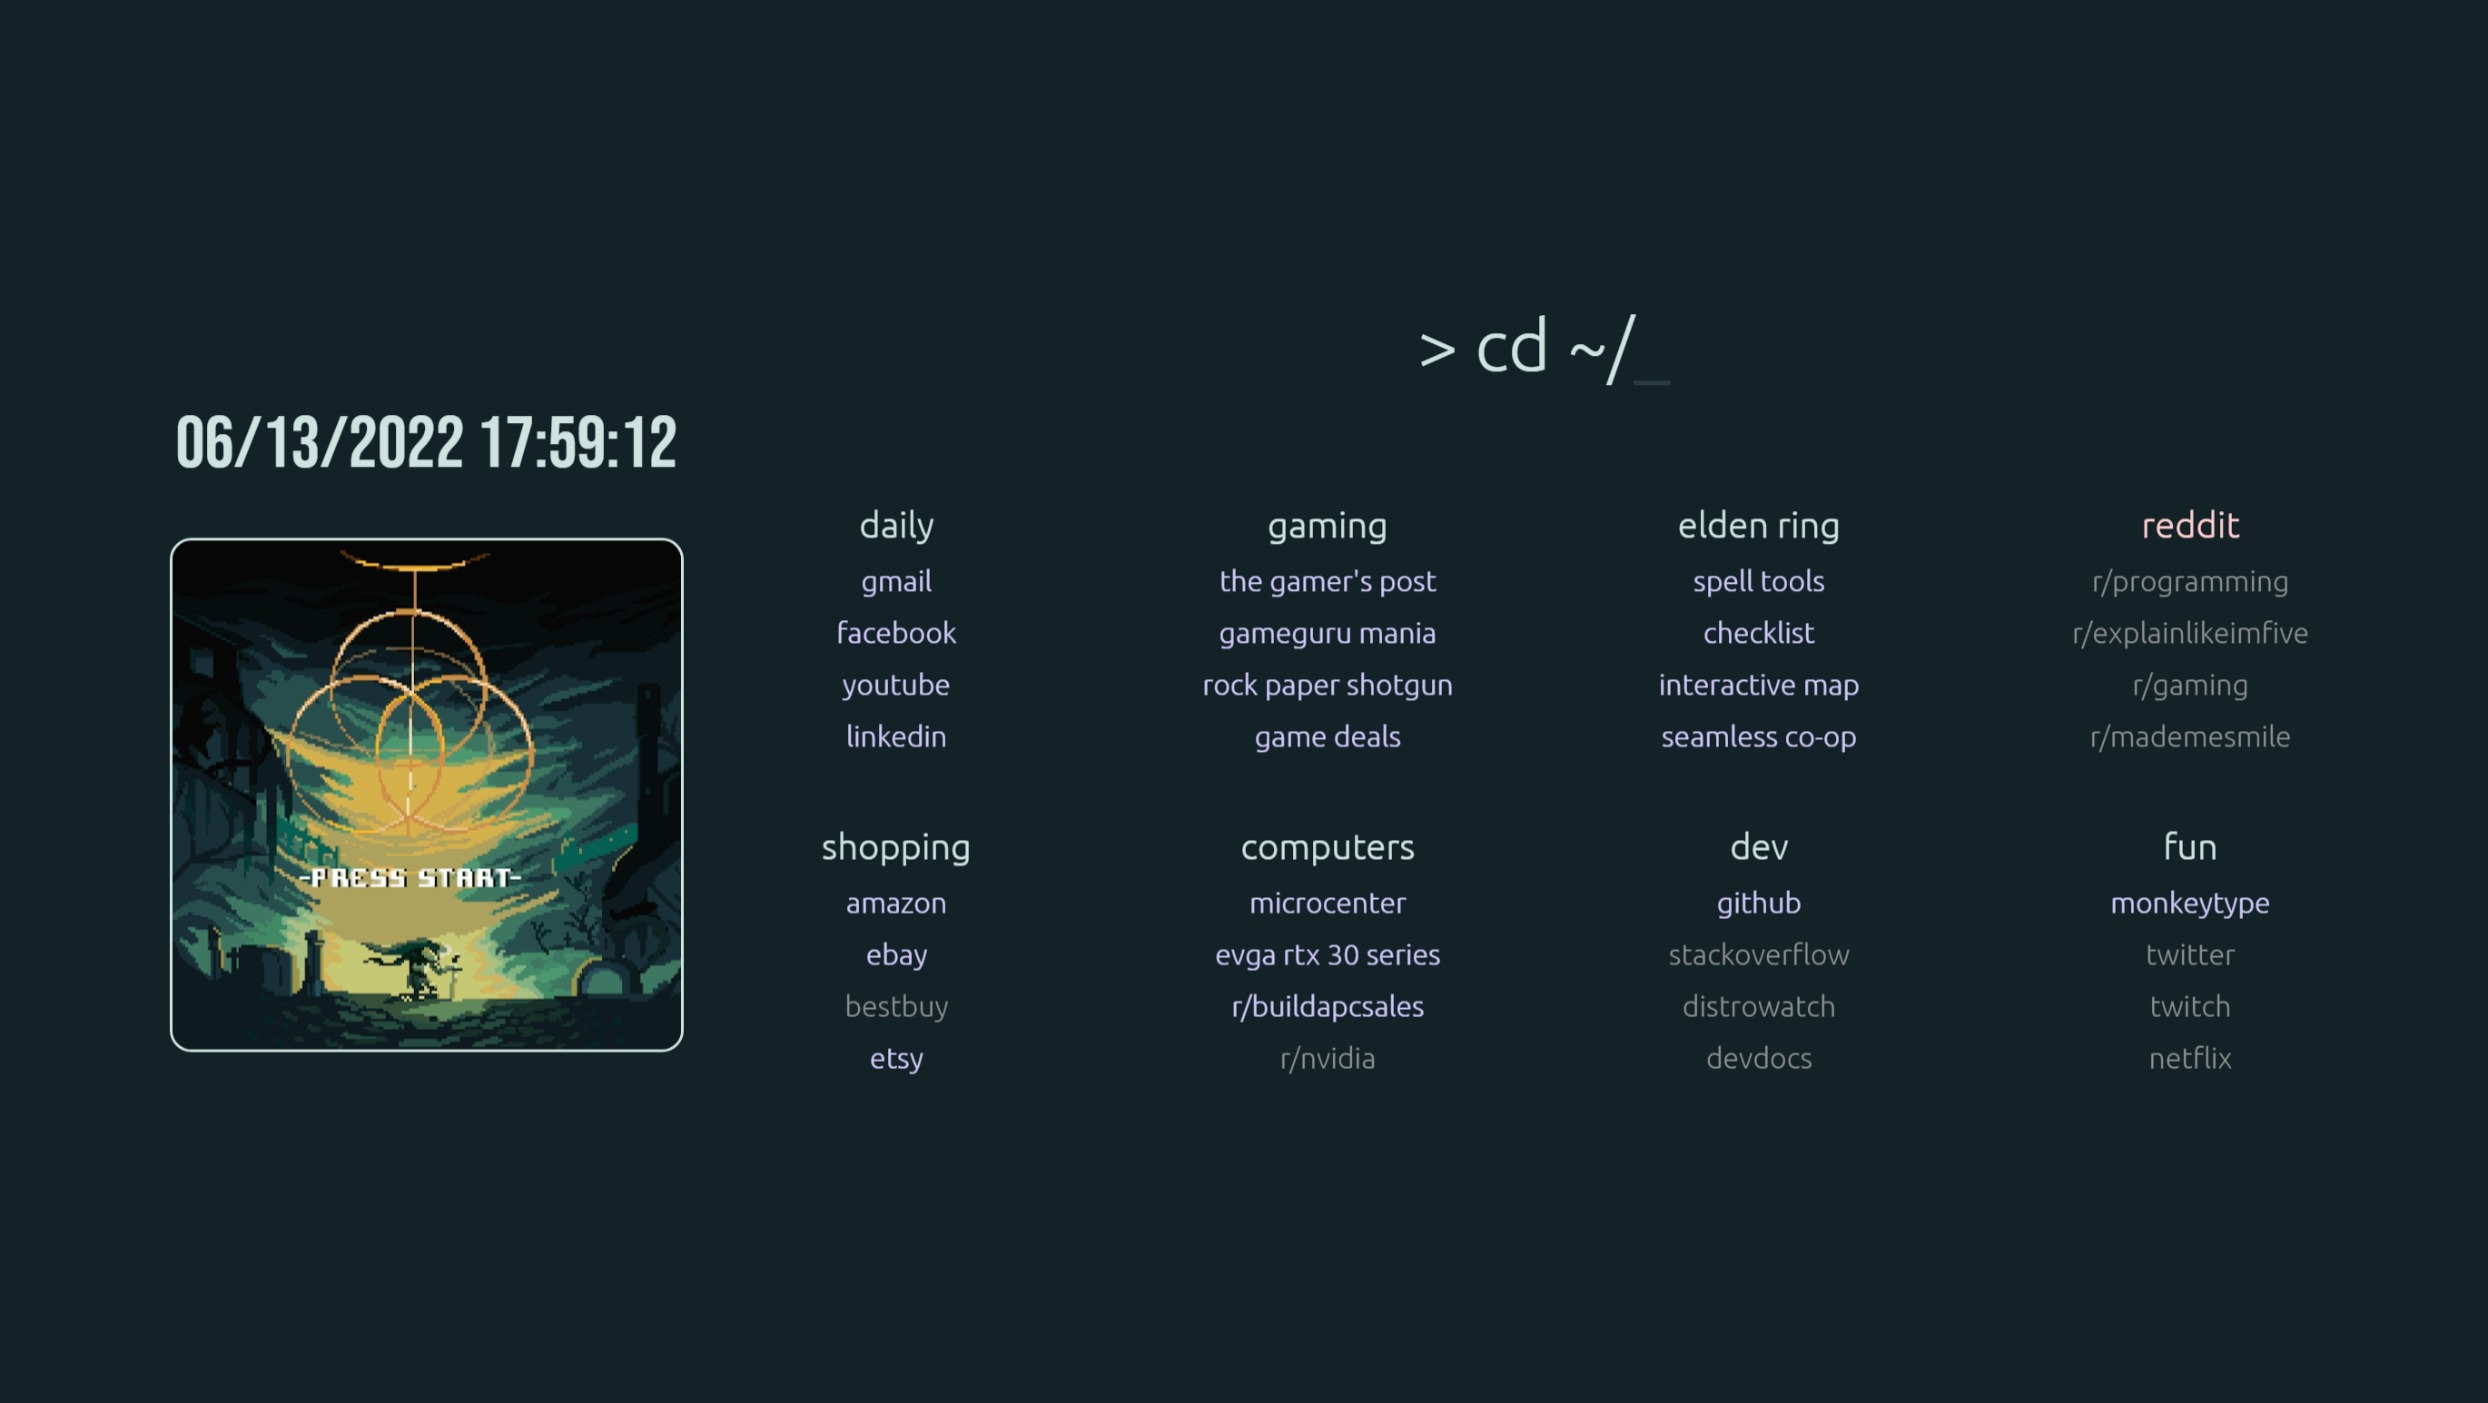 > cd ~/_
06/13/2022 17:59:12
-PRESS START-
daily
gmail
facebook
youtube
linkedin
gaming
the gamer's post
gameguru mania
rock paper shotgun
game deals
elden ring
spell tools
checklist
interactive map
seamless co-op
reddit
r/programming
r/explainlikeimfive
r/gaming
r/mademesmile
shopping
amazon
ebay
bestbuy
etsy
computers
microcenter
evga rtx 30 series
r/buildapcsales
r/nvidia
dev
github
stackoverflow
distrowatch
devdocs
fun
monkeytype
twitter
twitch
netflix